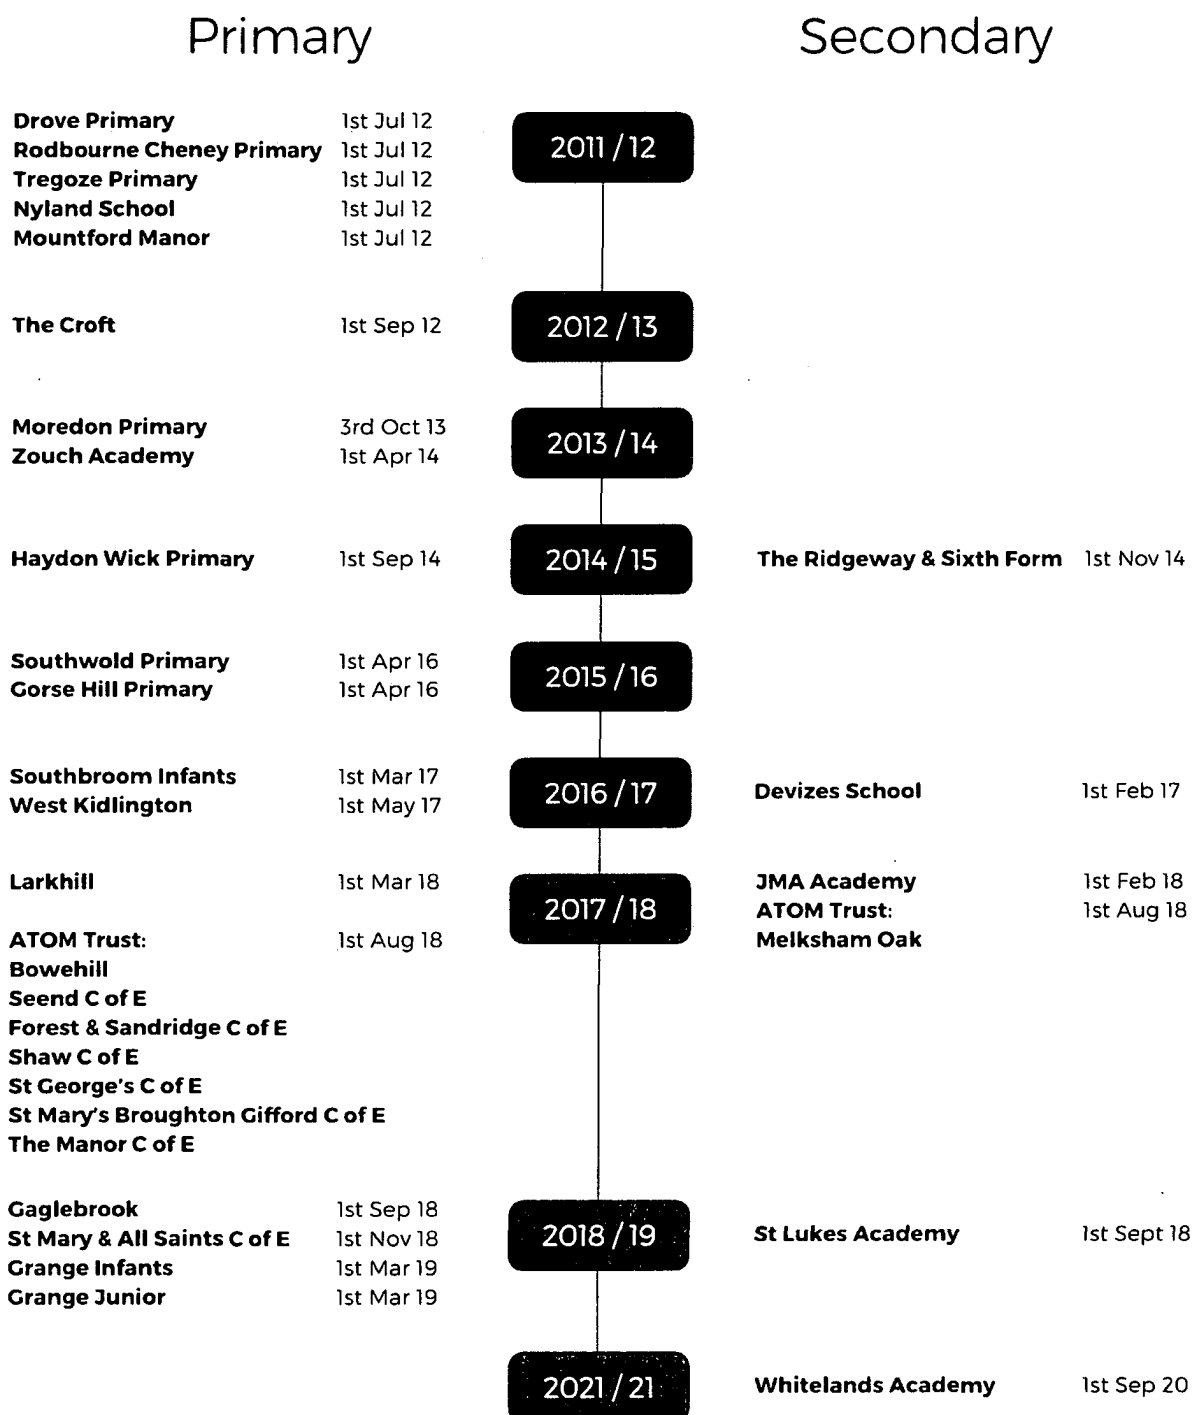 Primary Secondary
Drove Primary 1st Jul 12
Rodbourne Cheney Primary 1st Jul 12
Tregoze Primary 1st Jul 12
Nyland School 1st Jul 12
Mountford Manor 1st Jul 12
2011 / 12
The Croft 1st Sep 12
2012 / 13
Moredon Primary 3rd Oct 13
Zouch Academy 1st Apr 14
2013 / 14
Haydon Wick Primary 1st Sep 14
2014 / 15
The Ridgeway & Sixth Form 1st Nov 14
Southwold Primary 1st Apr 16
Gorse Hill Primary 1st Apr 16
2015 / 16
Southbroom Infants 1st Mar 17
West Kidlington 1st May 17
2016 / 17
Devizes School 1st Feb 17
Larkhill 1st Mar 18
ATOM Trust: 1st Aug 18
Bowehill
Seend C of E
Forest & Sandridge C of E
Shaw C of E
St George's C of E
St Mary's Broughton Gifford C of E
The Manor C of E
2017 / 18
JMA Academy 1st Feb 18
ATOM Trust: 1st Aug 18
Melksham Oak
Gaglebrook 1st Sep 18
St Mary & All Saints C of E 1st Nov 18
Grange Infants 1st Mar 19
Grange Junior 1st Mar 19
2018 / 19
St Lukes Academy 1st Sept 18
2021 / 21
Whitelands Academy 1st Sep 20